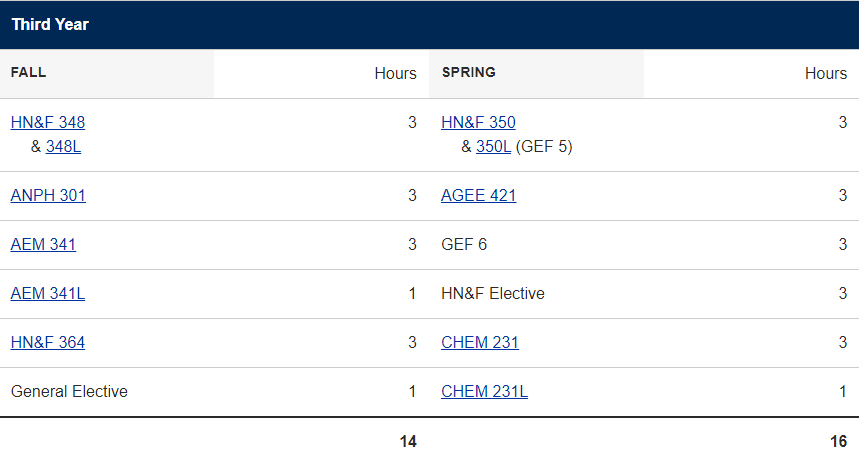 Third Year
FALL Hours SPRING Hours
HN&F 348 3 HN&F 350 3
& 348L & 350L (GEF 5)
ANPH 301 3 AGEE 421 3
AEM 341 3 GEF 6 3
AEM 341L 1 HN&F Elective 3
HN&F 364 3 CHEM 231 3
General Elective 1 CHEM 231L 1
14 16